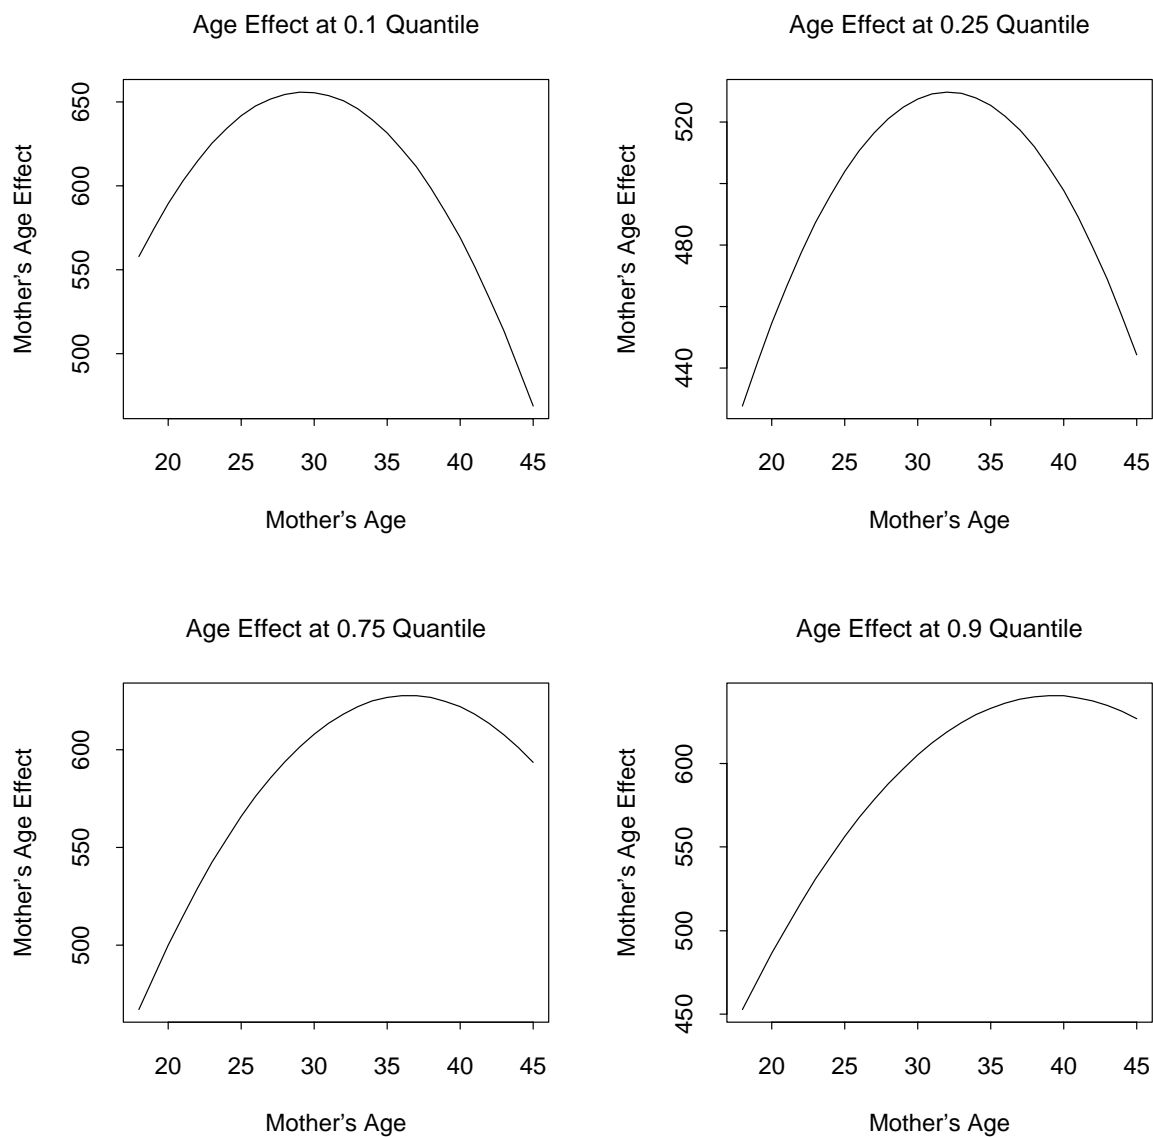 Age Effect at 0.1 Quantile
Mother’s Age Effect
650
600
550
500
20 25 30 35 40 45
Mother’s Age
Age Effect at 0.25 Quantile
Mother’s Age Effect
520
480
440
20 25 30 35 40 45
Mother’s Age
Age Effect at 0.75 Quantile
Mother’s Age Effect
600
550
500
20 25 30 35 40 45
Mother’s Age
Age Effect at 0.9 Quantile
Mother’s Age Effect
600
550
500
450
20 25 30 35 40 45
Mother’s Age